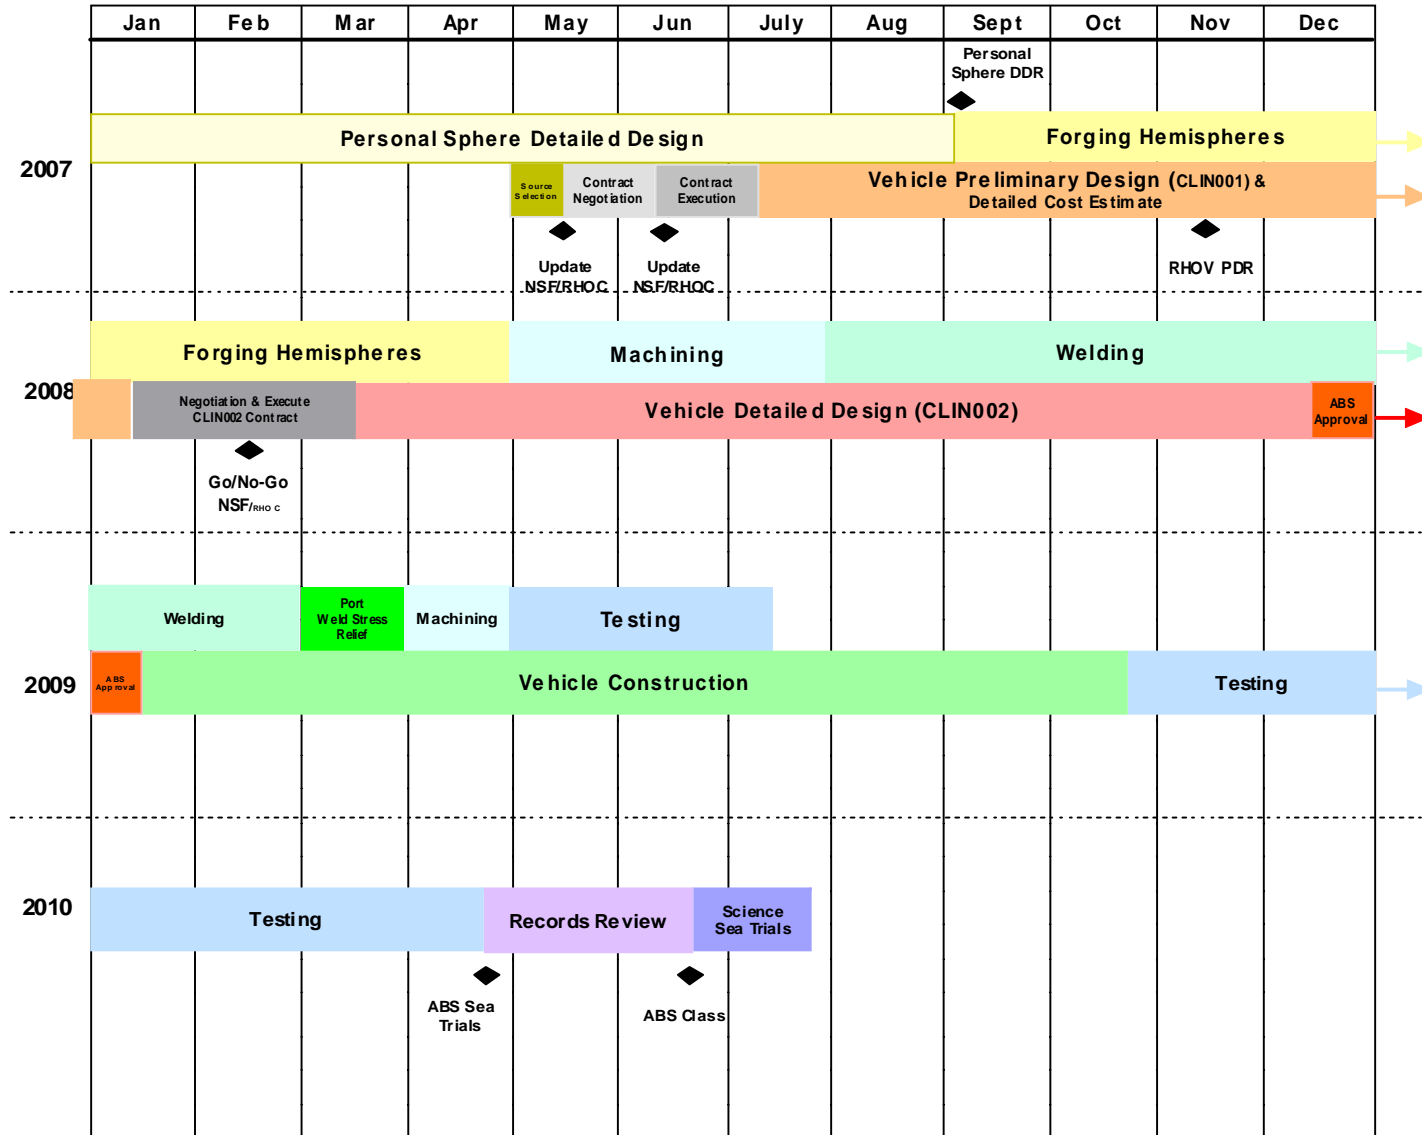 Jan Feb Mar Apr May Jun July Aug Sept Oct Nov Dec
Personal
Sphere DDR
Personal Sphere Detailed Design
Forging Hemispheres
2007
Source
Selection
Contract
Negotiation
Contract
Execution
Vehicle Preliminary Design (CLIN001) &
Detailed Cost Estimate
Update
NSF/RHOC
Update
NSF/RHOC
RHOV PDR
Forging Hemispheres
Machining
Welding
2008
Negotiation & Execute
CLIN002 Contract
Vehicle Detailed Design (CLIN002)
ABS
Approval
Go/No-Go
NSF/RHOC
Welding
Port
Weld Stress
Relief
Machining
Testing
2009
ABS
Approval
Vehicle Construction
Testing
2010
Testing
Records Review
Science
Sea Trials
ABS Sea
Trials
ABS Class